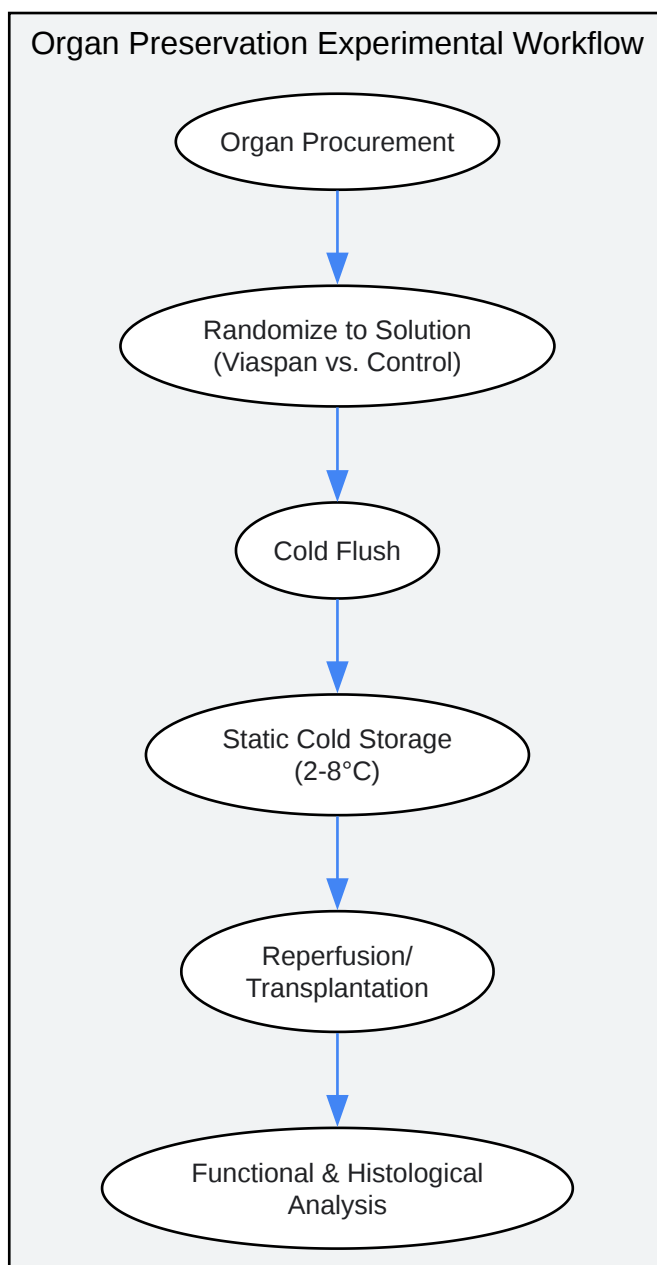 Organ Preservation Experimental Workflow
Organ Procurement
Randomize to Solution
(Viaspan vs. Control)
Cold Flush
Static Cold Storage
(2-8°C)
Reperfusion/
Transplantation
Functional & Histological
Analysis